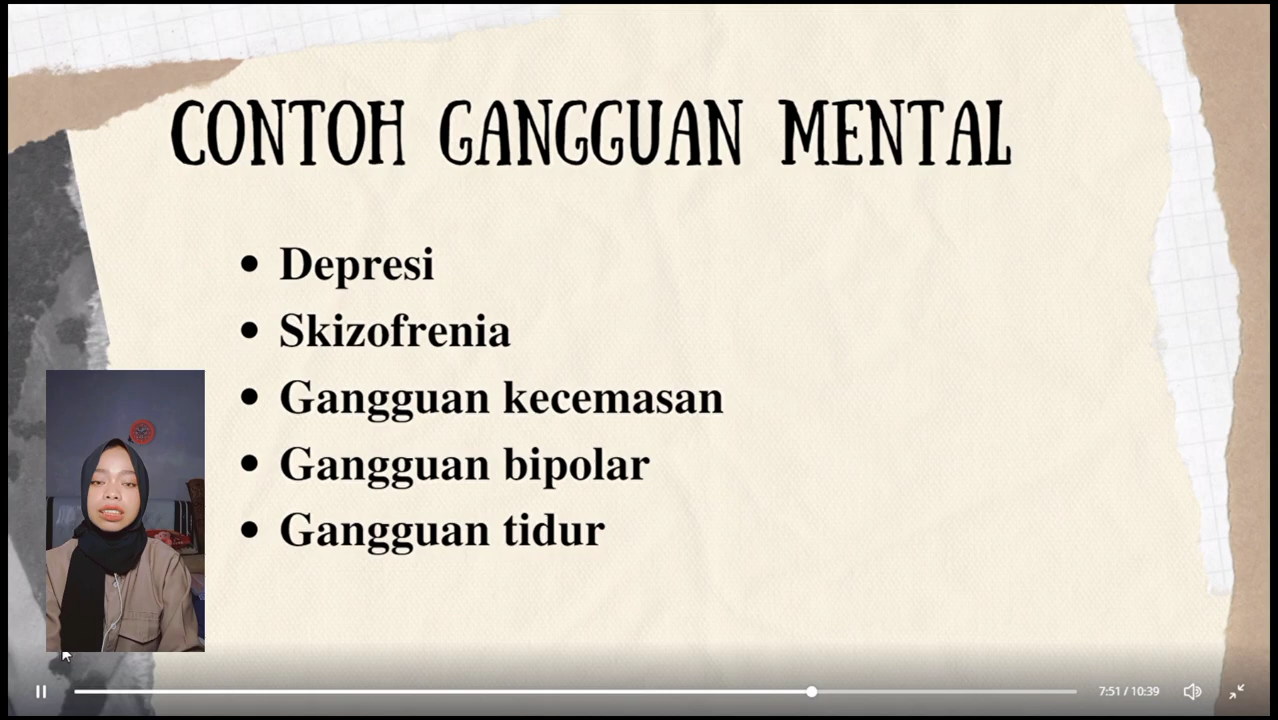 CONTOH GANGGUAN MENTAL
Depresi
Skizofrenia
Gangguan kecemasan
Gangguan bipolar
Gangguan tidur
7:51 / 10:39